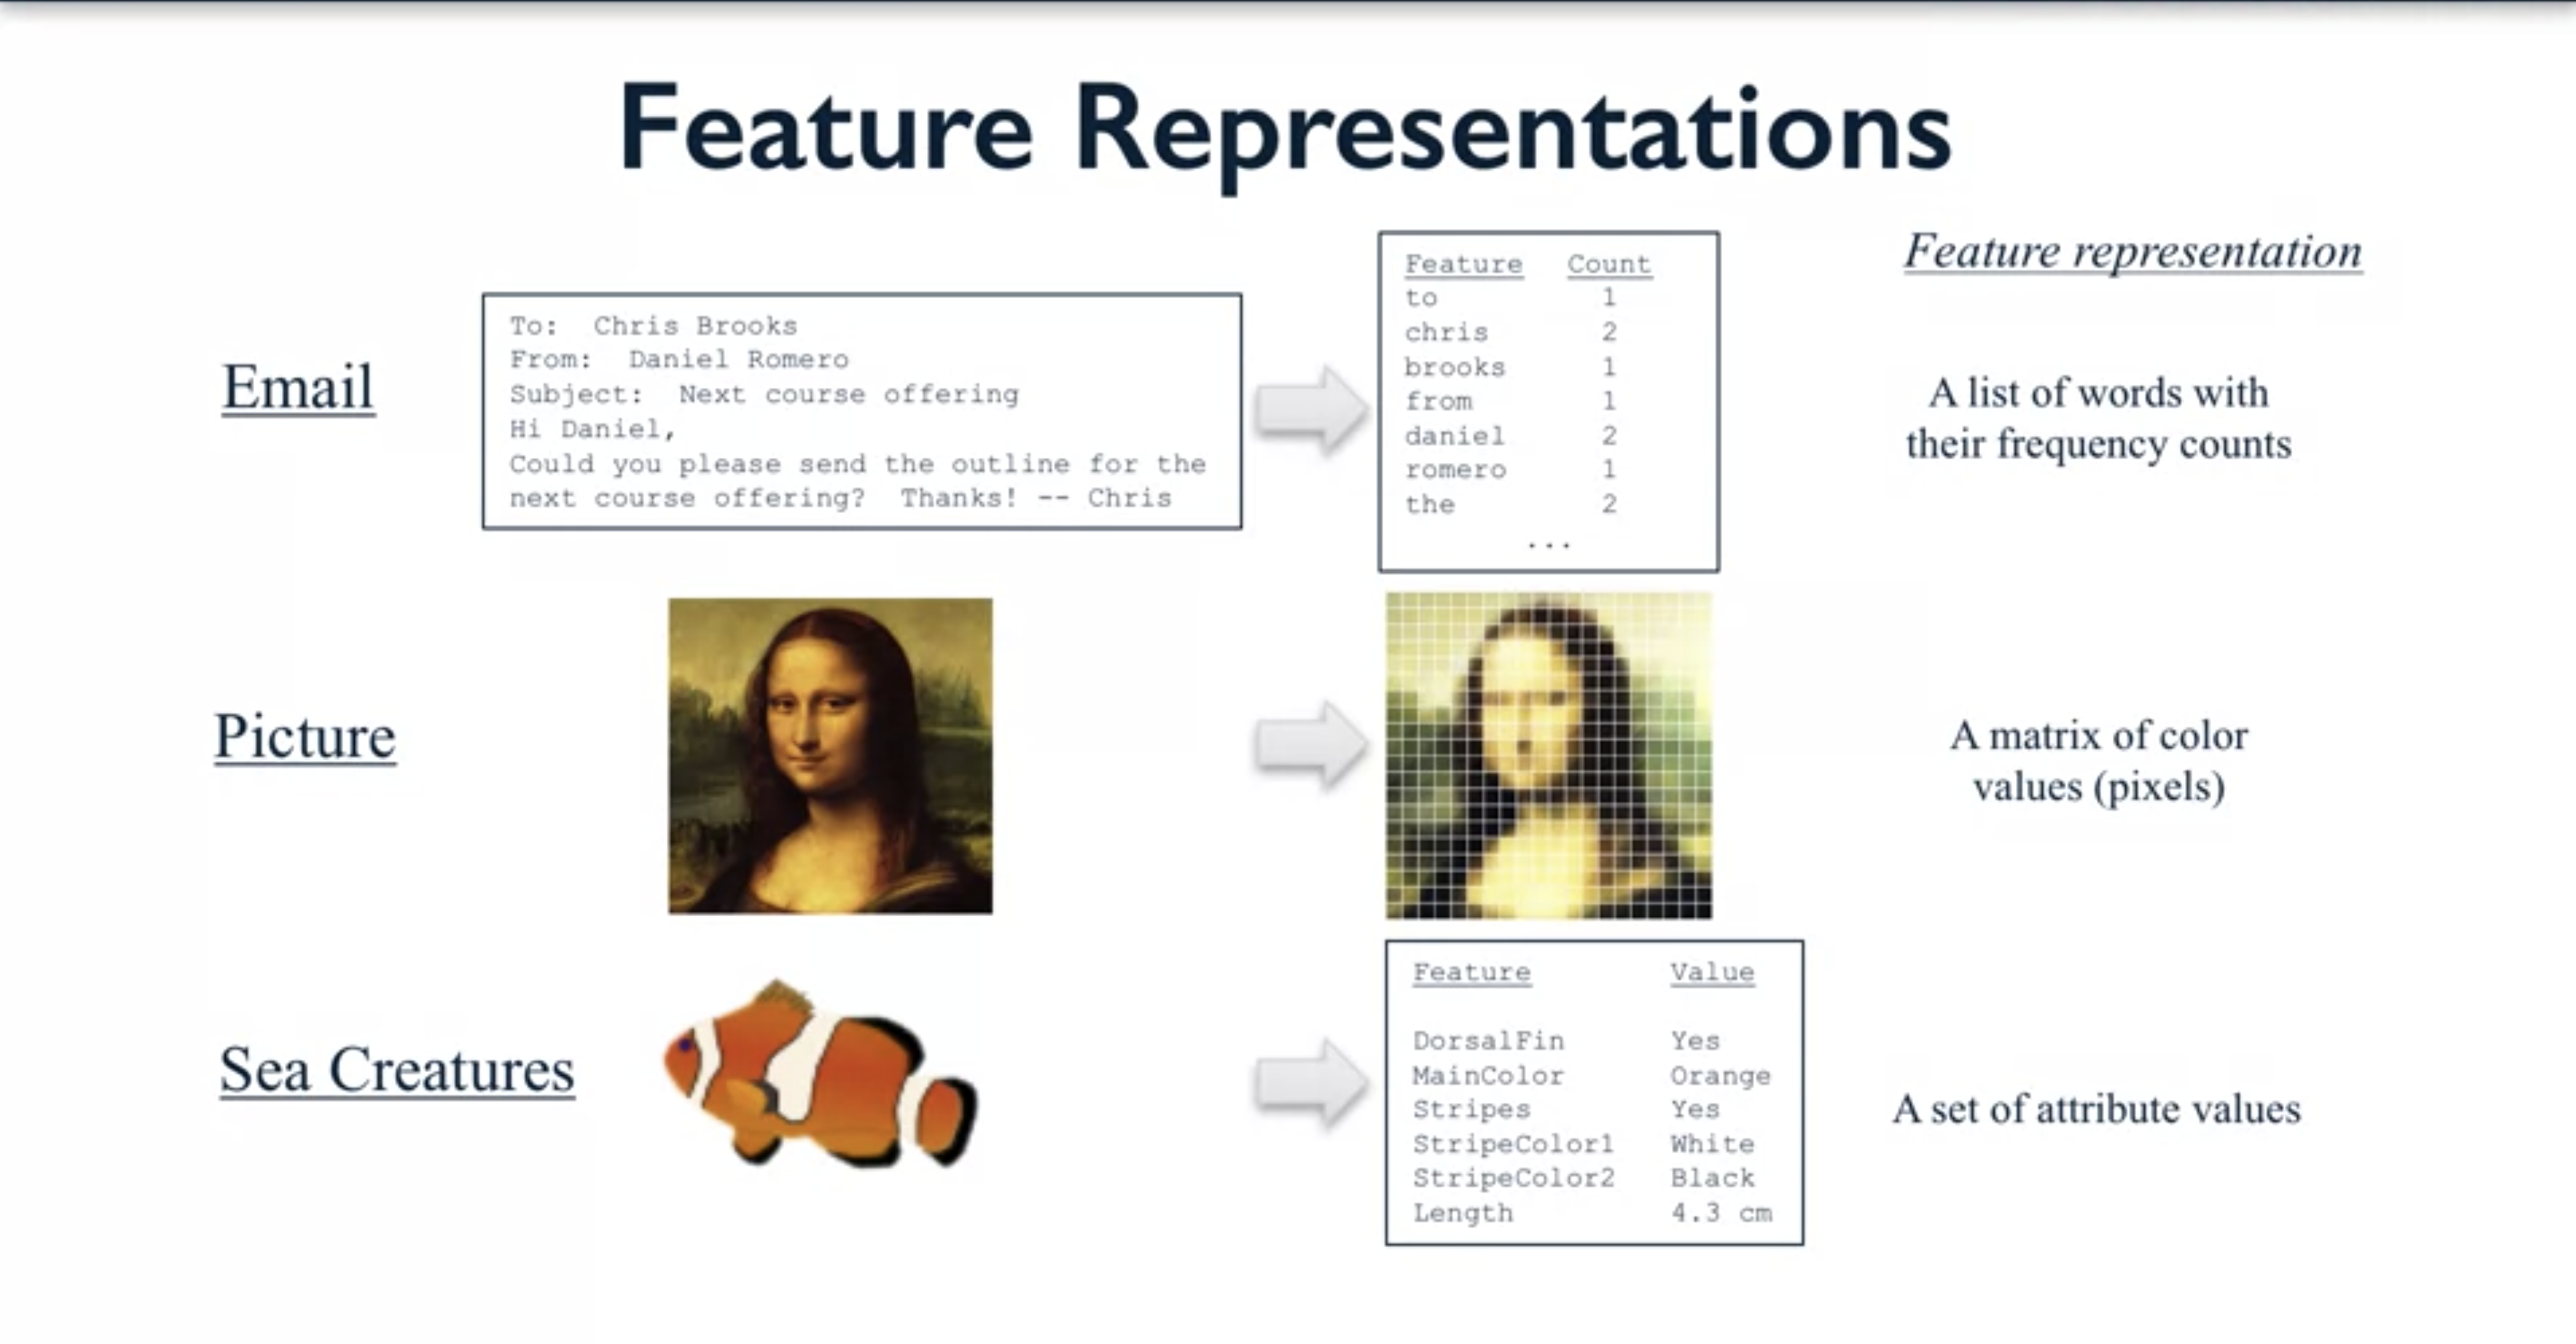 Feature Representations
Feature representation
Email
To:  Chris Brooks
From:  Daniel Romero
Subject:  Next course offering
Hi Daniel,
Could you please send the outline for the
next course offering?  Thanks! -- Chris
Feature  Count
to  1
chris  2
brooks  1
from  1
daniel  2
romero  1
the  2
...
A list of words with
their frequency counts
Picture
A matrix of color
values (pixels)
Sea Creatures
Feature  Value
DorsalFin  Yes
MainColor  Orange
Stripes  Yes
StripeColor1  White
StripeColor2  Black
Length  4.3 cm
A set of attribute values